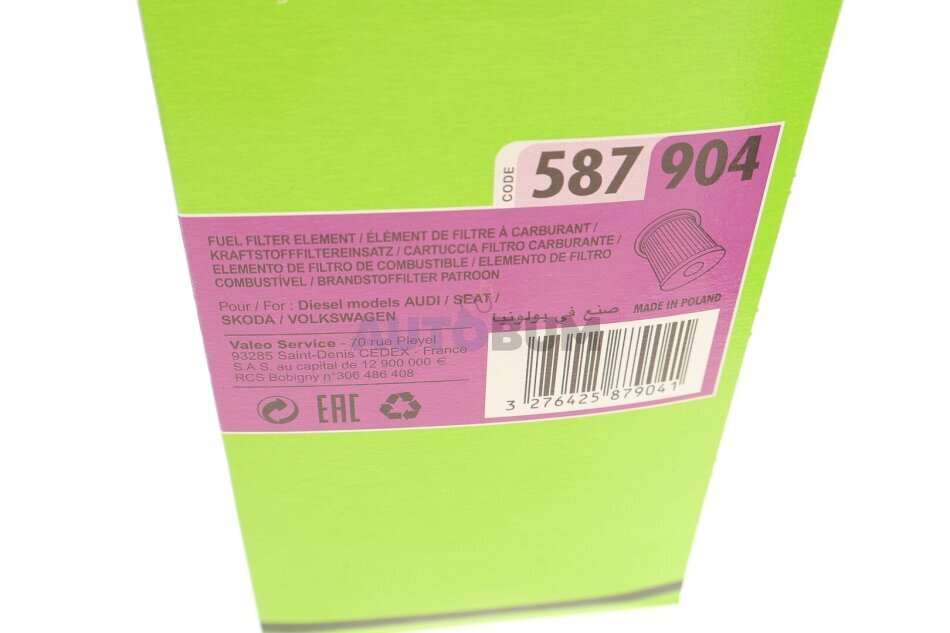 CODE 587 904
FUEL FILTER ELEMENT / ÉLÉMENT DE FILTRE À CARBURANT /
KRAFTSTOFFFILTEREINSATZ / CARTUCCIA FILTRO CARBURANTE /
ELEMENTO DE FILTRO DE COMBUSTIBLE / ELEMENTO DE FILTRO
COMBUSTÍVEL / BRANDSTOFFILTER PATROON
Pour / For : Diesel models AUDI / SEAT /
SKODA / VOLKSWAGEN
صنع في بولونيا MADE IN POLAND
AUTOBUM
Valeo Service - 70 rue Pleyel
93285 Saint-Denis CEDEX - France
S.A.S. au capital de 12 900 000 €
RCS Bobigny n°306 486 408
EAC
3 276425 879041